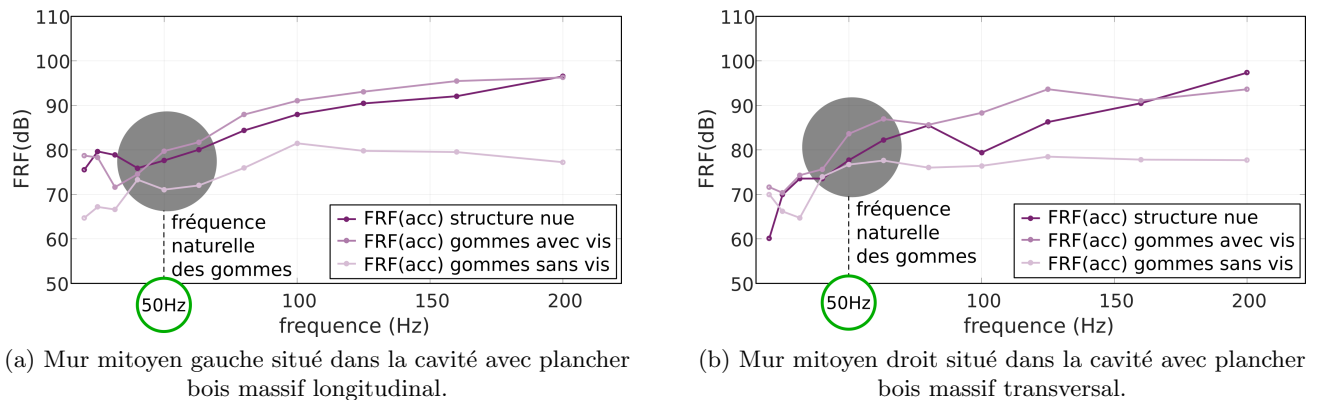 110
100
90
80
70
60
50
FRF(dB)
fréquence
naturelle
des gommes
50Hz
FRF(acc) structure nue
FRF(acc) gommes avec vis
FRF(acc) gommes sans vis
100
150
200
frequence (Hz)
(a) Mur mitoyen gauche situé dans la cavité avec plancher
bois massif longitudinal.
110
100
90
80
70
60
50
FRF(dB)
fréquence
naturelle
des gommes
50Hz
FRF(acc) structure nue
FRF(acc) gommes avec vis
FRF(acc) gommes sans vis
100
150
200
frequence (Hz)
(b) Mur mitoyen droit situé dans la cavité avec plancher
bois massif transversal.